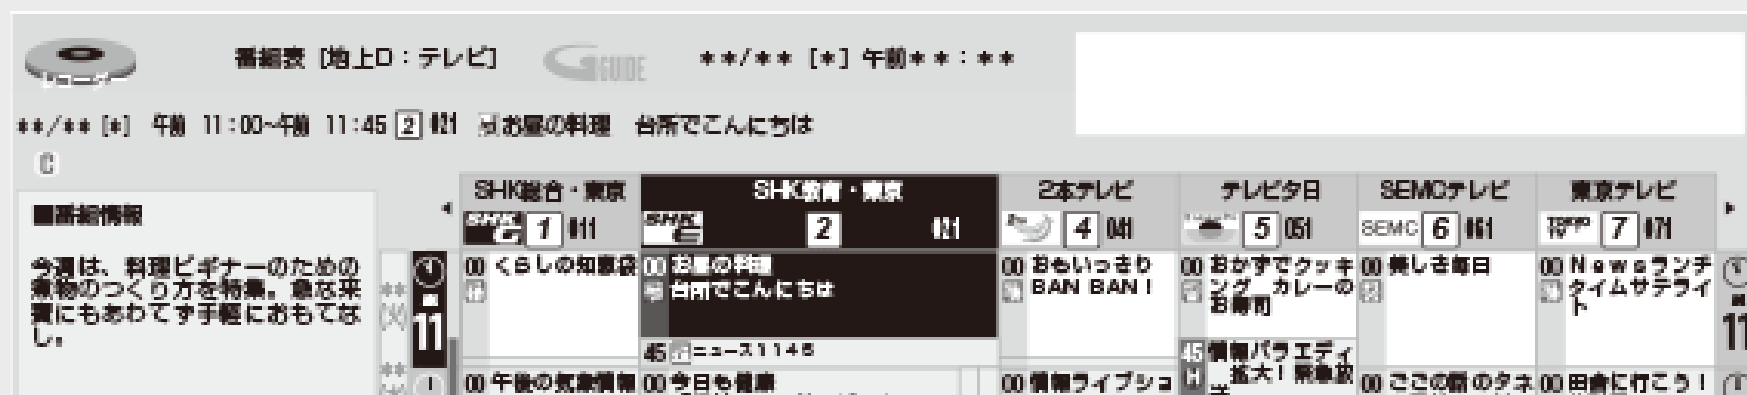 レコーダー
番組表 [地上D:テレビ]
GUIDE
**/** [*] 午前**:**
**/** [*] 午前 11:00~午前 11:45 2 021 お昼の料理 台所でこんにちは
C
■番組情報
今週は、料理ビギナーのための
煮物のつくり方を特集。急な来
賓にもあわてず手軽におもてな
し。
**
(火)
**
11
SHK総合・東京
SHK G 1 011
00 くらしの知恵袋
00 午後の気象情報
SHK教育・東京
SHK E 2 021
00 お昼の料理
台所でこんにちは
45 ニュース1145
00 今日も健康
2本テレビ
4 041
00 おもいっきり
BAN BAN!
00 情報ライブショ
テレビ夕日
5 051
00 おかずでクッキ
ング カレーの
お寿司
45 情報バラエティ
拡大!緊急放
送
SEMCテレビ
SEMC 6 061
00 美しき毎日
00 ここの話のタネ
東京テレビ
7 071
00 Newsランチ
タイムサテライ
ト
00 田舎に行こう!
11